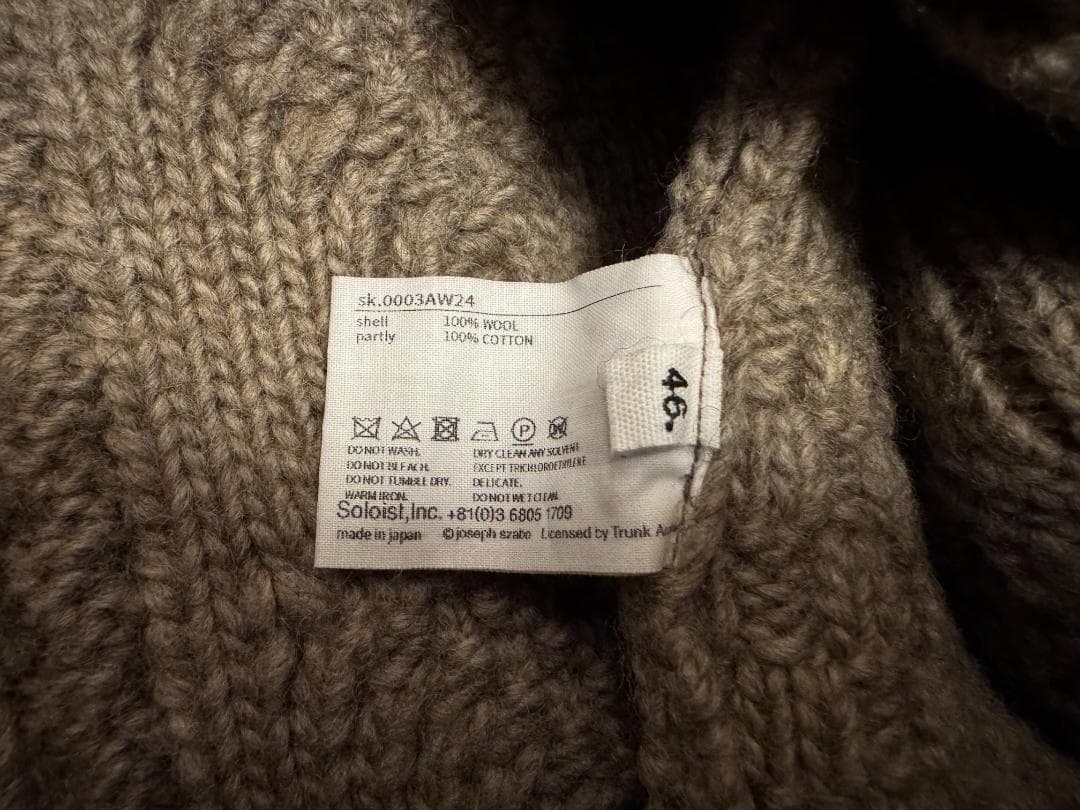 sk.0003AW24
shell 100% WOOL
partly 100% COTTON
46.
P
W
DO NOT WASH. DRY CLEAN ANY SOLVENT
DO NOT BLEACH. EXCEPT TRICHLOROETHYLENE
DO NOT TUMBLE DRY. DELICATE.
WARM IRON. DO NOT WET CLEAN.
Soloist,Inc. +81(0)3 6805 1709
made in japan ©joseph szabo Licensed by Trunk